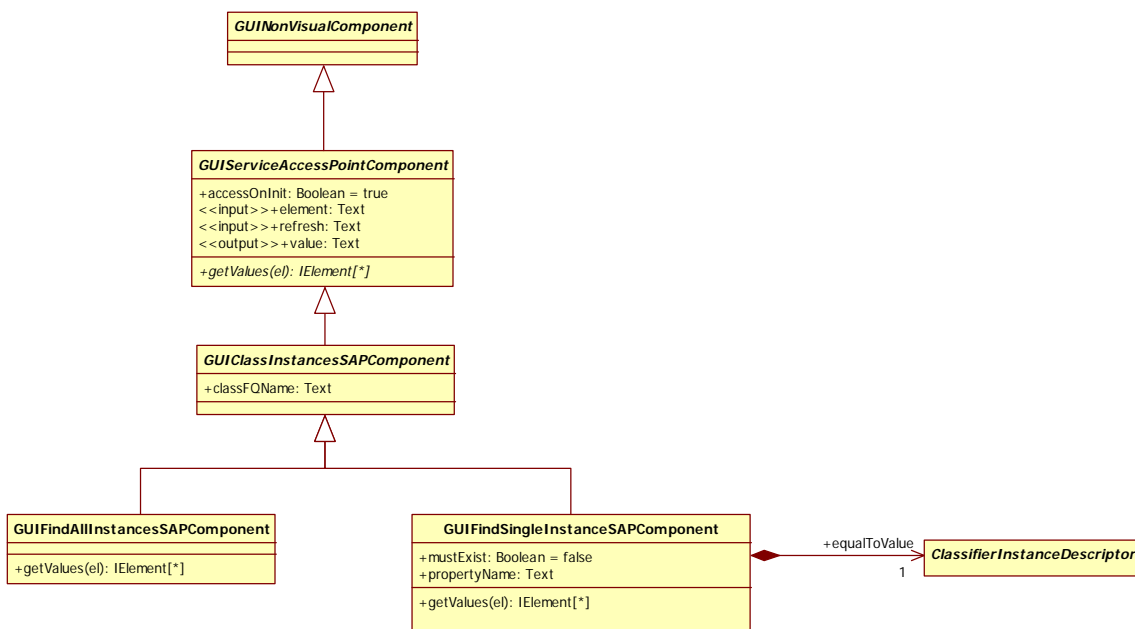 GUINonVisualComponent
GUIServiceAccessPointComponent
+accessOnInit: Boolean = true
<<input>>+element: Text
<<input>>+refresh: Text
<<output>>+value: Text
+getValues(el): IElement[*]
GUIClassInstancesSAPComponent
+classFQName: Text
GUIFindAllInstancesSAPComponent
+getValues(el): IElement[*]
GUIFindSingleInstanceSAPComponent
+mustExist: Boolean = false
+propertyName: Text
+getValues(el): IElement[*]
+equalToValue
1
ClassifierInstanceDescriptor